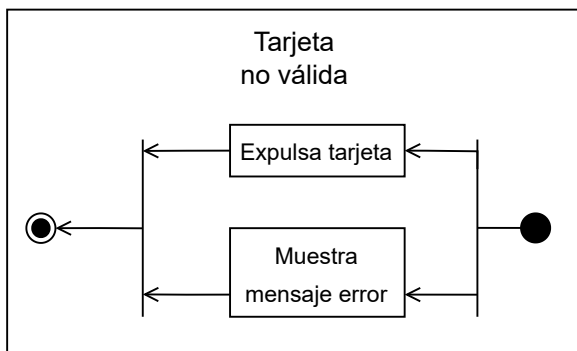 Tarjeta
no válida
Expulsa tarjeta
Muestra
mensaje error